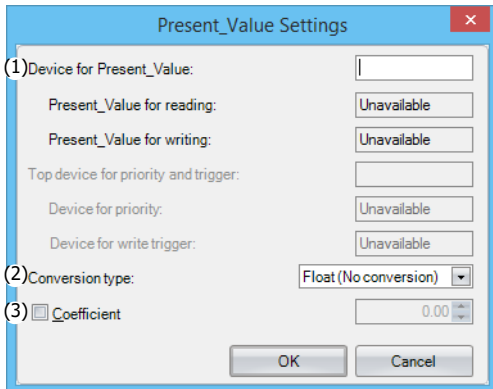 Present_Value Settings
(1) Device for Present_Value:
Present_Value for reading: Unavailable
Present_Value for writing: Unavailable
Top device for priority and trigger:
Device for priority: Unavailable
Device for write trigger: Unavailable
(2) Conversion type: Float (No conversion)
(3) Coefficient 0.00
OK Cancel